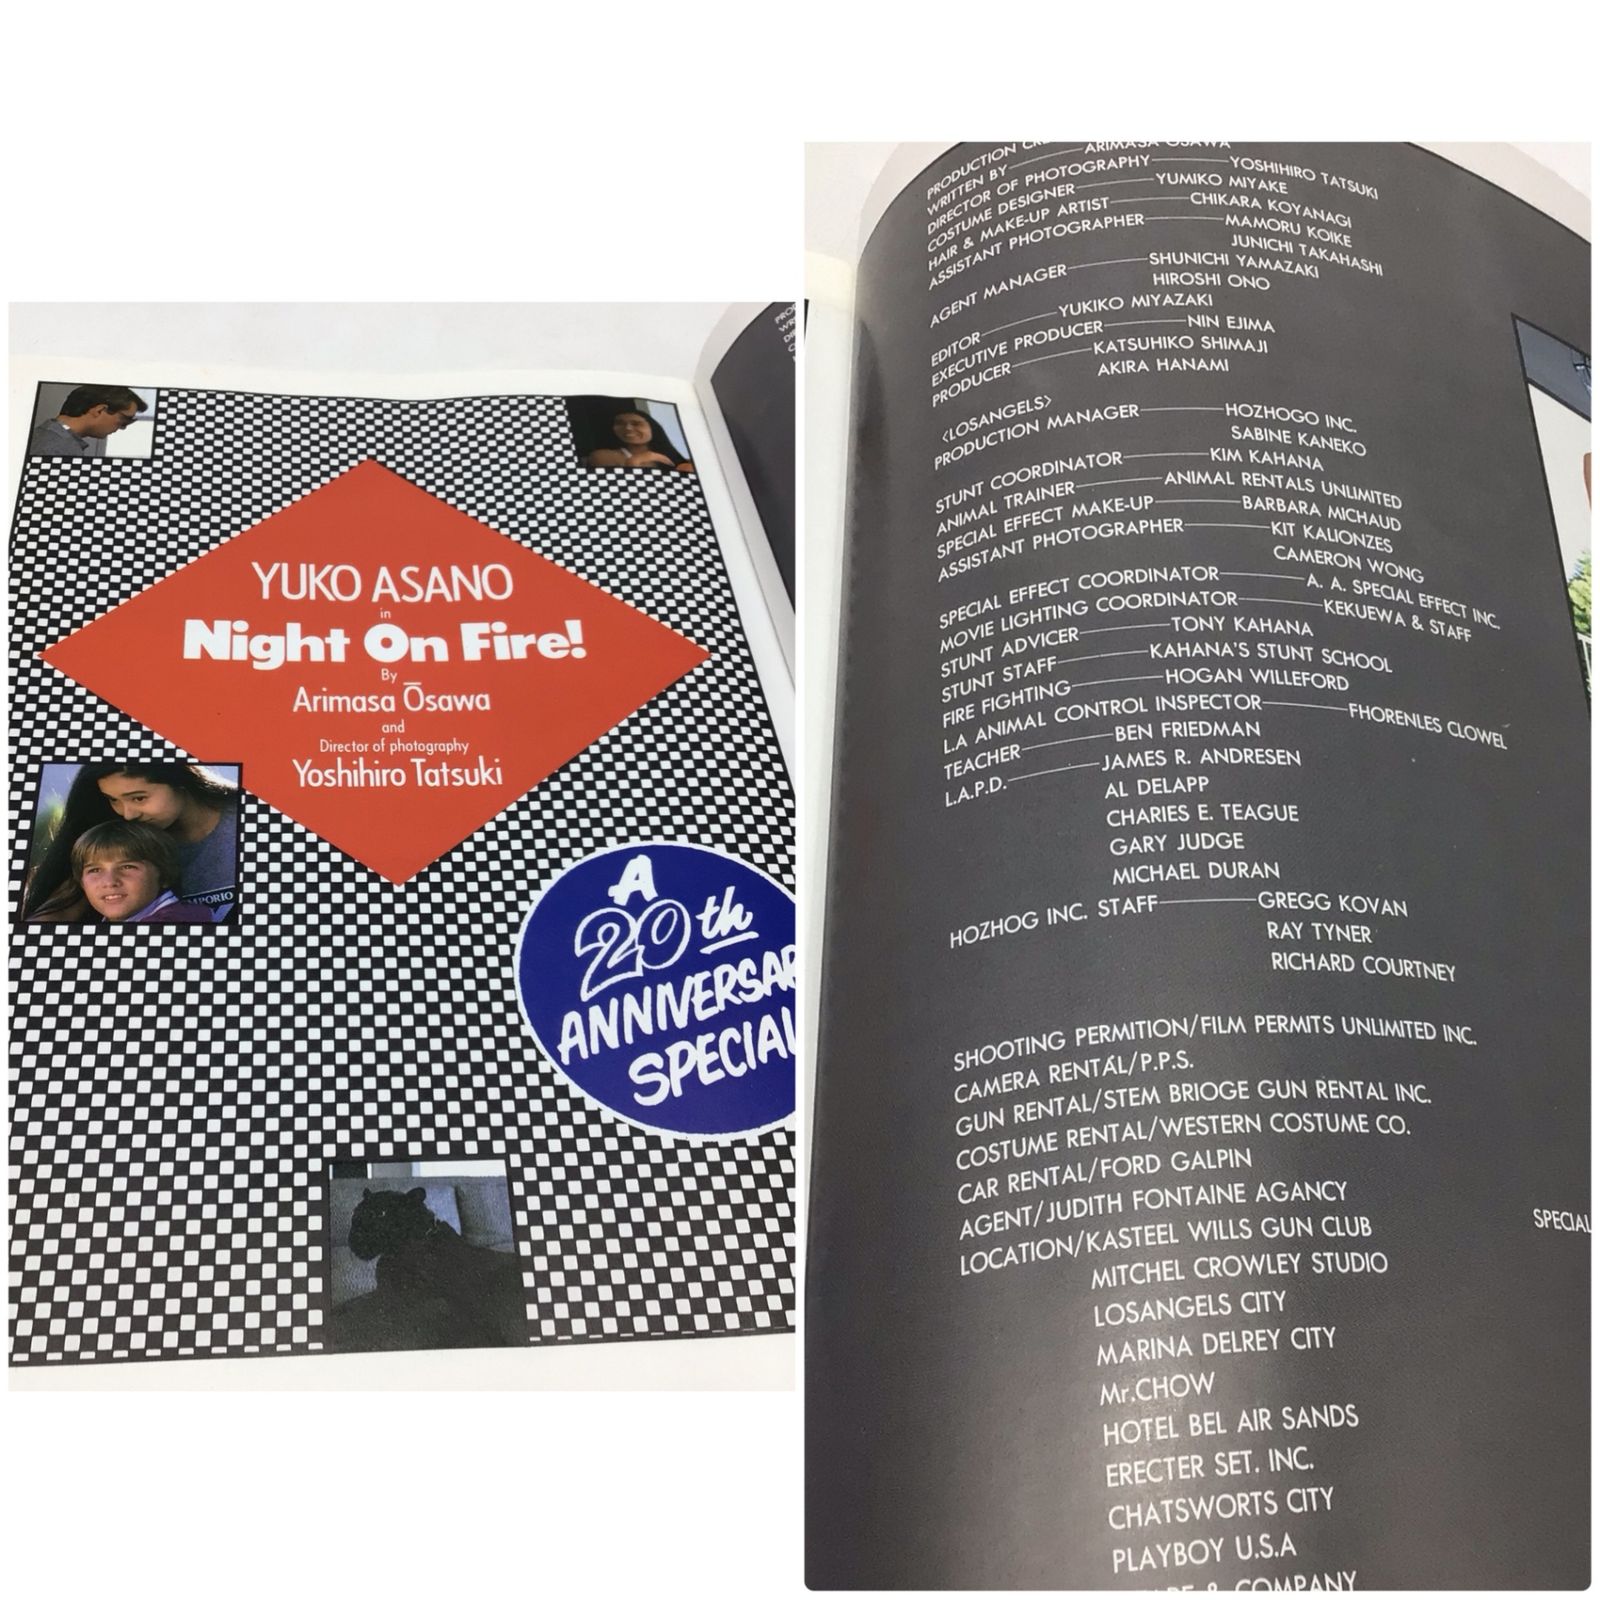 YUKO ASANO
in
Night On Fire!
By
Arimasa Ōsawa
and
Director of photography
Yoshihiro Tatsuki
EMPORIO
A
20th
ANNIVERSAR
SPECIAL
PRODUCTION
WRITTEN BY ARIMASA OSAWA
DIRECTOR OF PHOTOGRAPHY YOSHIHIRO TATSUKI
COSTUME DESIGNER YUMIKO MIYAKE
HAIR & MAKE-UP ARTIST CHIKARA KOYANAGI
ASSISTANT PHOTOGRAPHER MAMORU KOIKE
JUNICHI TAKAHASHI
AGENT MANAGER SHUNICHI YAMAZAKI
HIROSHI ONO
EDITOR YUKIKO MIYAZAKI
EXECUTIVE PRODUCER NIN EJIMA
PRODUCER KATSUHIKO SHIMAJI
AKIRA HANAMI
<LOSANGELS>
PRODUCTION MANAGER HOZHOGO INC.
SABINE KANEKO
STUNT COORDINATOR KIM KAHANA
ANIMAL TRAINER ANIMAL RENTALS UNLIMITED
SPECIAL EFFECT MAKE-UP BARBARA MICHAUD
ASSISTANT PHOTOGRAPHER KIT KALIONZES
CAMERON WONG
SPECIAL EFFECT COORDINATOR A. A. SPECIAL EFFECT INC.
MOVIE LIGHTING COORDINATOR KEKUEWA & STAFF
STUNT ADVICER TONY KAHANA
STUNT STAFF KAHANA'S STUNT SCHOOL
FIRE FIGHTING HOGAN WILLEFORD
L.A ANIMAL CONTROL INSPECTOR FHORENLES CLOWEL
TEACHER BEN FRIEDMAN
L.A.P.D. JAMES R. ANDRESEN
AL DELAPP
CHARIES E. TEAGUE
GARY JUDGE
MICHAEL DURAN
HOZHOG INC. STAFF GREGG KOVAN
RAY TYNER
RICHARD COURTNEY
SHOOTING PERMITION/FILM PERMITS UNLIMITED INC.
CAMERA RENTAL/P.P.S.
GUN RENTAL/STEM BRIOGE GUN RENTAL INC.
COSTUME RENTAL/WESTERN COSTUME CO.
CAR RENTAL/FORD GALPIN
AGENT/JUDITH FONTAINE AGANCY
LOCATION/KASTEEL WILLS GUN CLUB
MITCHEL CROWLEY STUDIO
LOSANGELS CITY
MARINA DELREY CITY
Mr.CHOW
HOTEL BEL AIR SANDS
ERECTER SET. INC.
CHATSWORTS CITY
PLAYBOY U.S.A
& COMPANY
SPECIAL